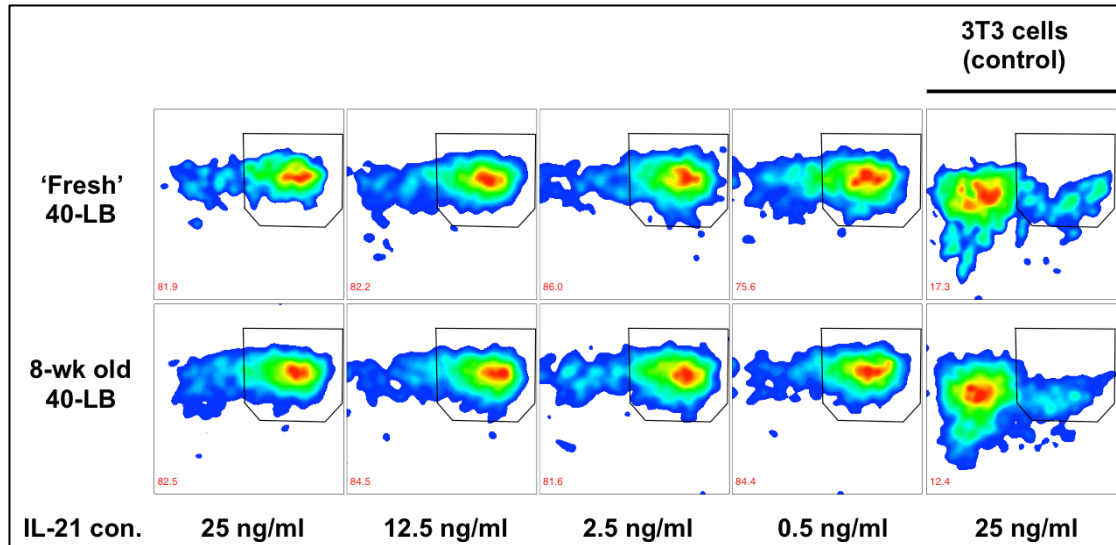 3T3 cells
(control)
'Fresh'
40-LB
81.9
82.2
86.0
75.6
17.3
8-wk old
40-LB
82.5
84.5
81.6
84.4
12.4
IL-21 con. 25 ng/ml 12.5 ng/ml 2.5 ng/ml 0.5 ng/ml 25 ng/ml